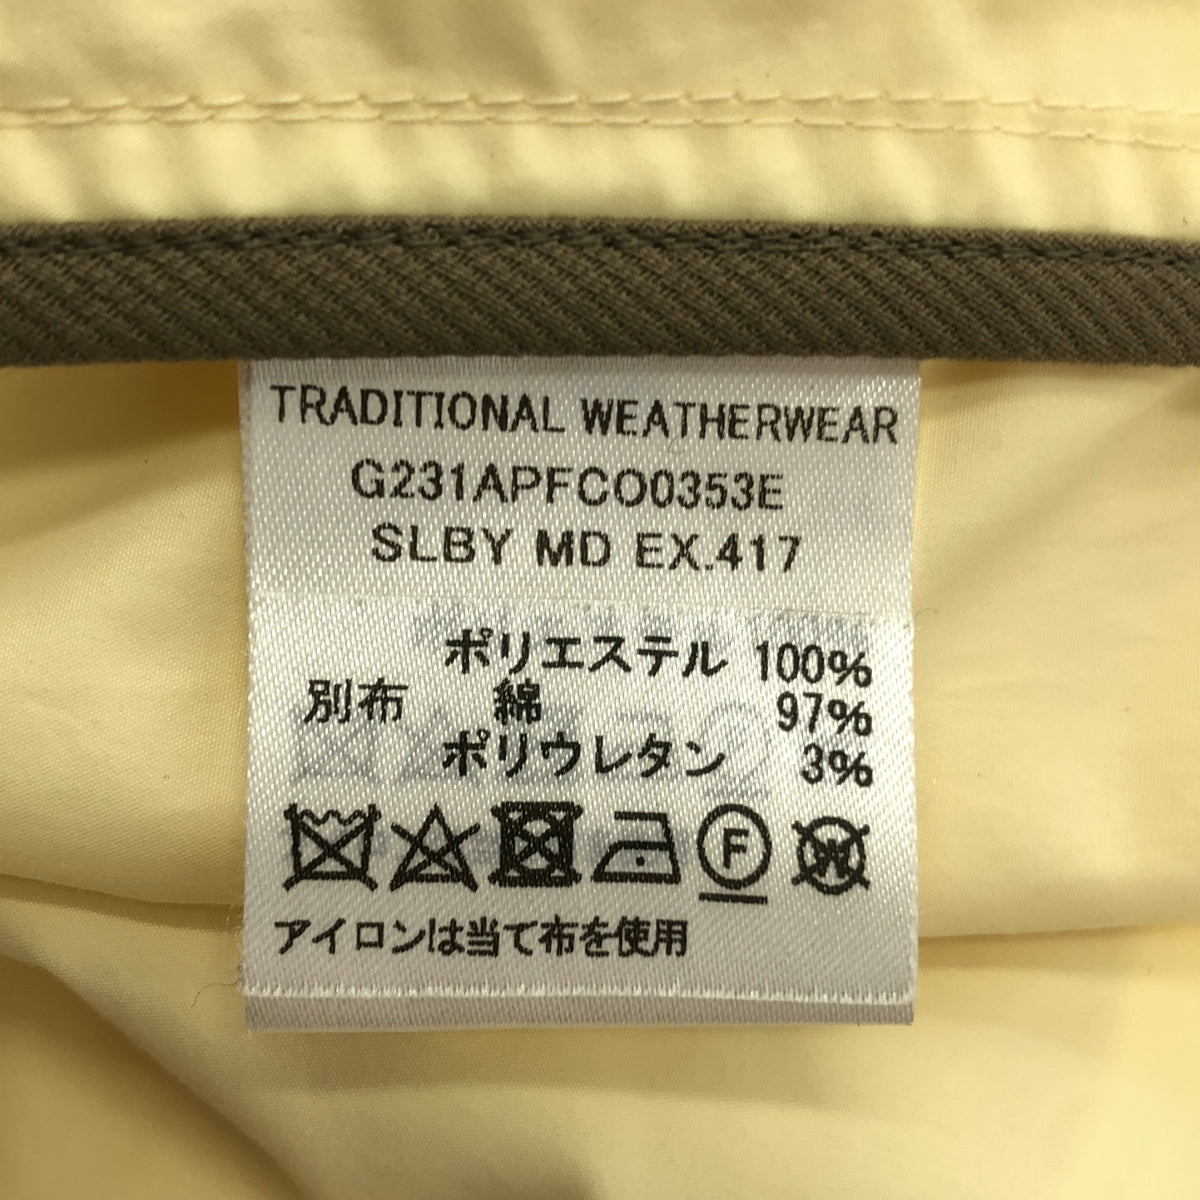 TRADITIONAL WEATHERWEAR
G231APFCO0353E
SLBY MD EX.417
ポリエステル 100%
別布 綿 97%
ポリウレタン 3%
F W
アイロンは当て布を使用